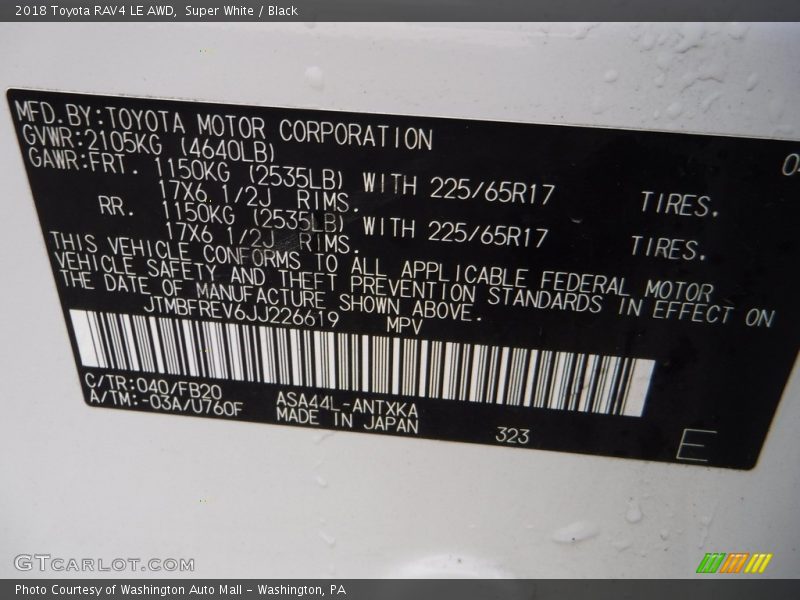 2018 Toyota RAV4 LE AWD, Super White / Black
MFD.BY:TOYOTA MOTOR CORPORATION
GVWR:2105KG (4640LB)
GAWR:FRT. 1150KG (2535LB) WITH 225/65R17 TIRES.
17X6 1/2J RIMS.
RR. 1150KG (2535LB) WITH 225/65R17 TIRES.
17X6 1/2J RIMS.
THIS VEHICLE CONFORMS TO ALL APPLICABLE FEDERAL MOTOR
VEHICLE SAFETY AND THEFT PREVENTION STANDARDS IN EFFECT ON
THE DATE OF MANUFACTURE SHOWN ABOVE.
JTMBFREV6JJ226619 MPV
C/TR:040/FB20
A/TM:-03A/U760F
ASA44L-ANTXKA
MADE IN JAPAN
323
E
GTCARLOT.COM
Photo Courtesy of Washington Auto Mall - Washington, PA